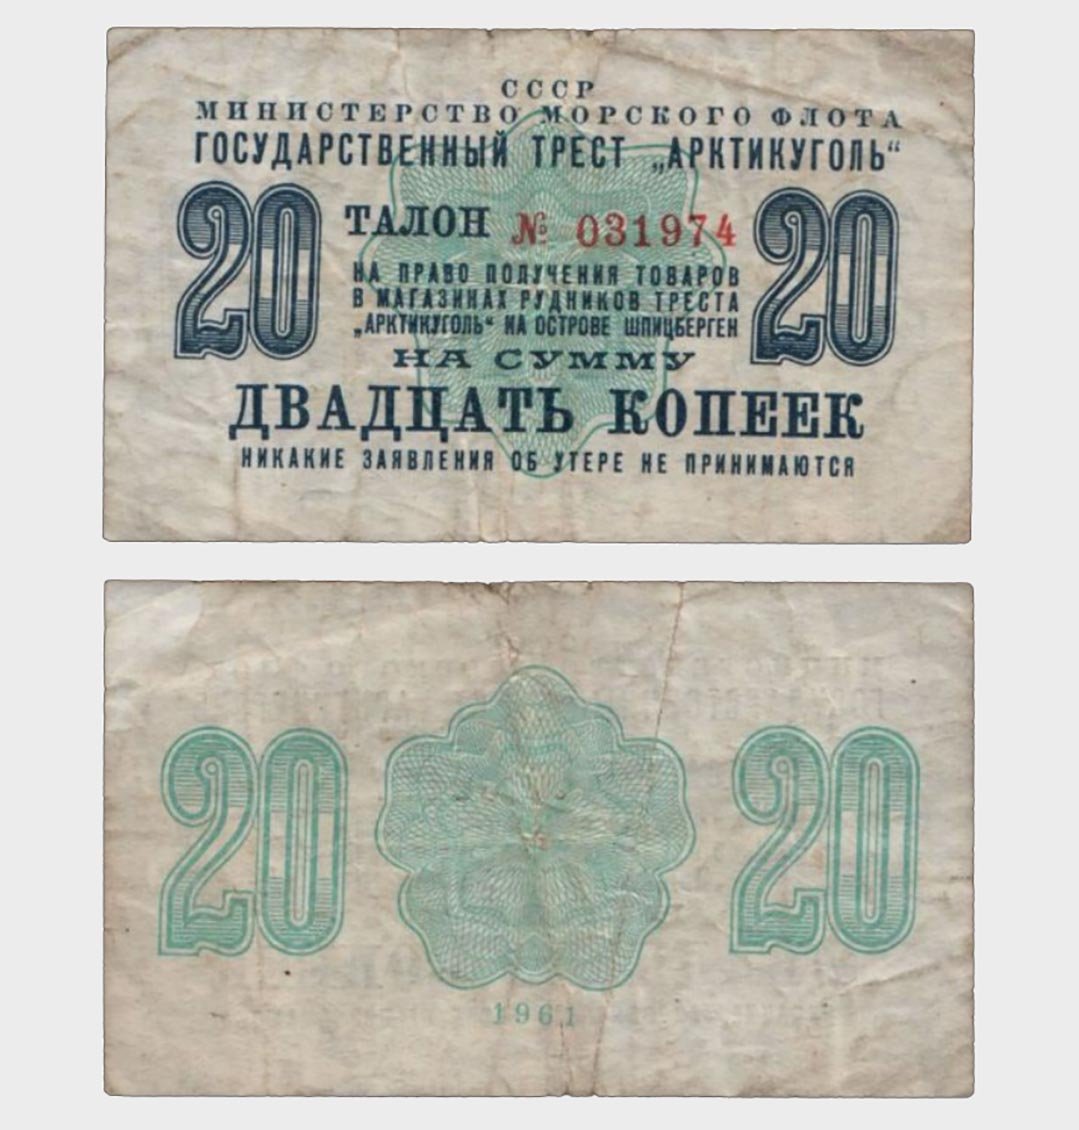 СССР
МИНИСТЕРСТВО МОРСКОГО ФЛОТА
ГОСУДАРСТВЕННЫЙ ТРЕСТ „АРКТИКУГОЛЬ“
20 ТАЛОН № 031974 20
НА ПРАВО ПОЛУЧЕНИЯ ТОВАРОВ
В МАГАЗИНАХ РУДНИКОВ ТРЕСТА
„АРКТИКУГОЛЬ“ НА ОСТРОВЕ ШПИЦБЕРГЕН
НА СУММУ
ДВАДЦАТЬ КОПЕЕК
НИКАКИЕ ЗАЯВЛЕНИЯ ОБ УТЕРЕ НЕ ПРИНИМАЮТСЯ
20 20
1961